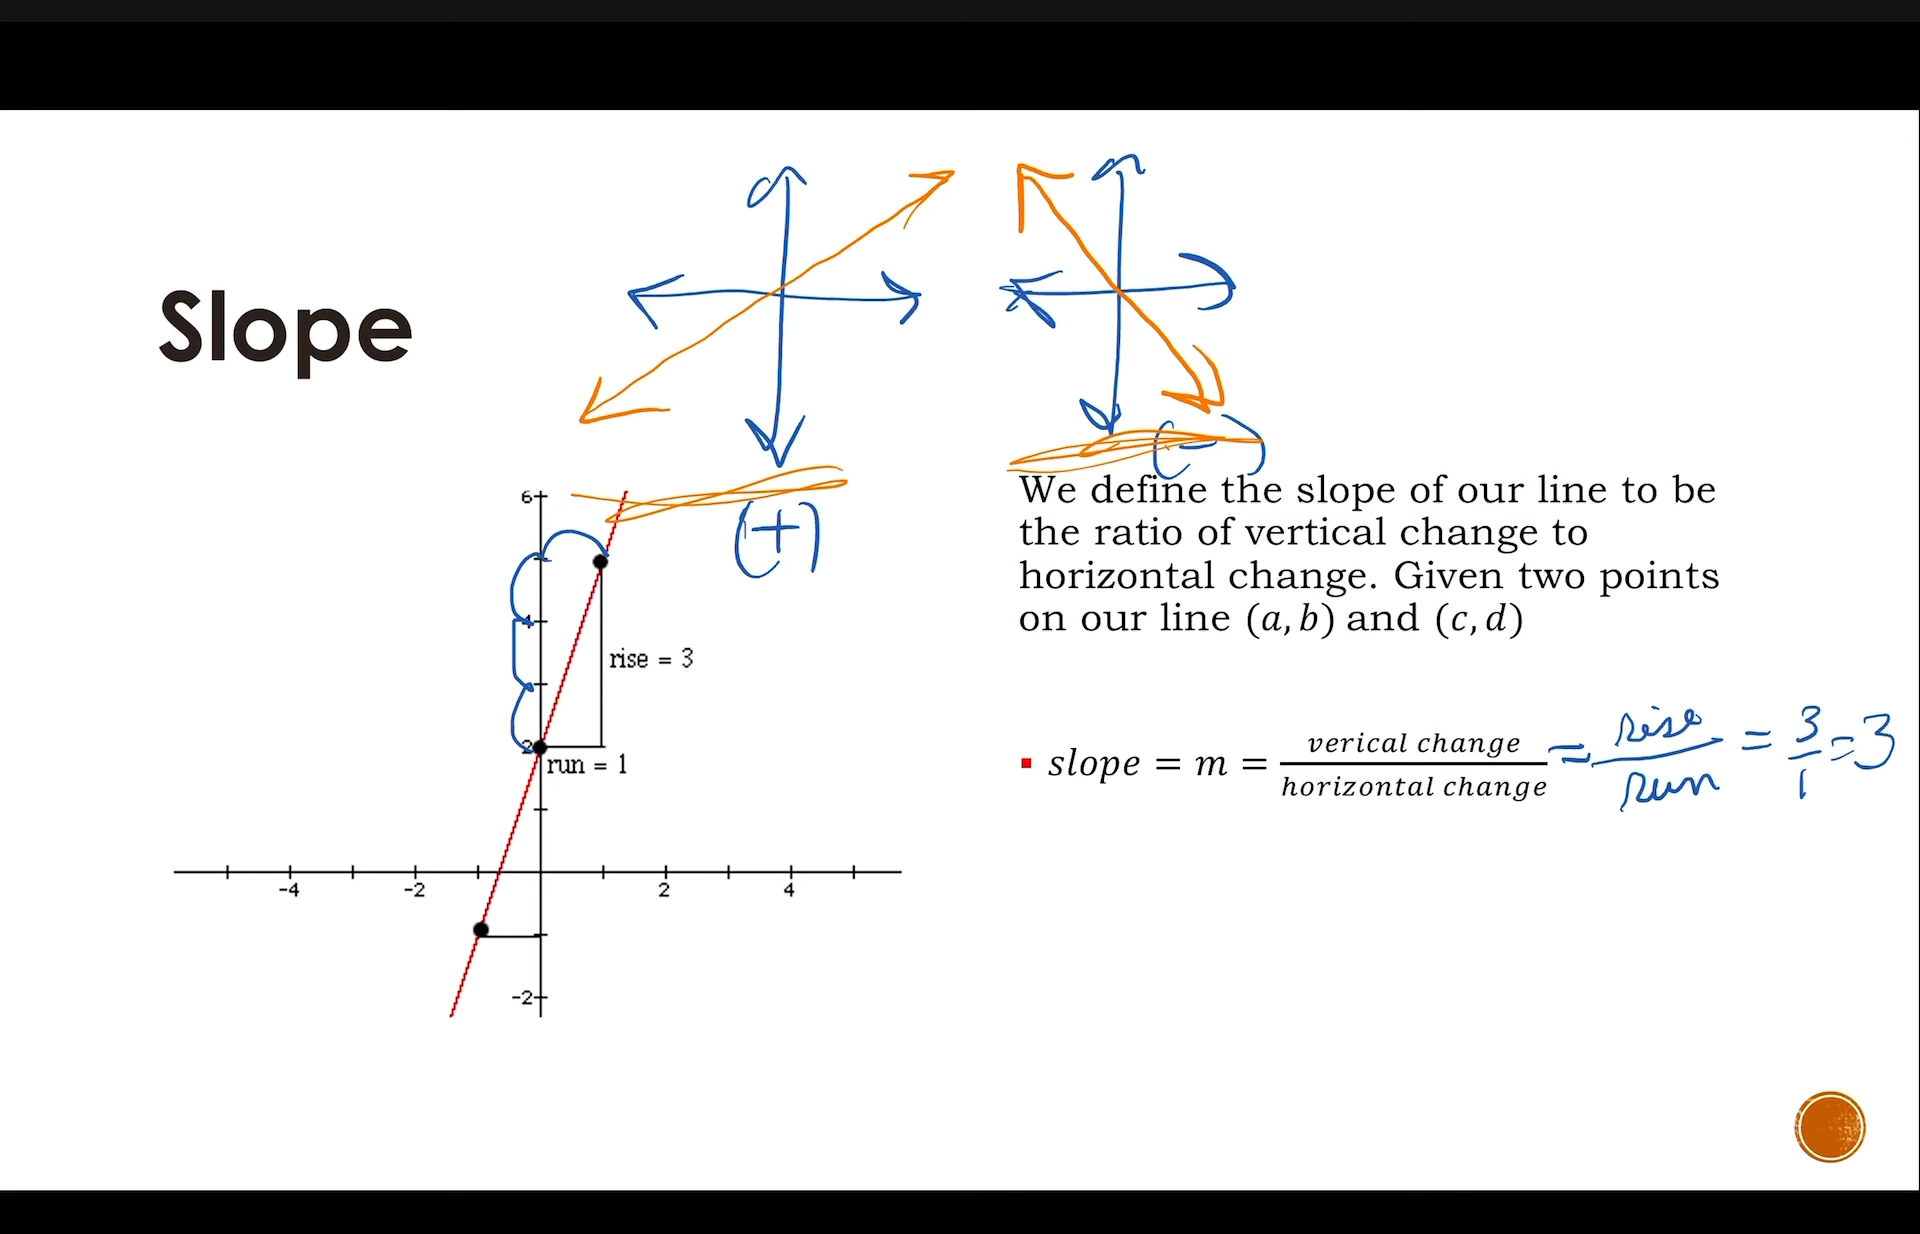 Slope
(+)
(-)
6
4
2
rise = 3
run = 1
-4 -2 2 4
-2
We define the slope of our line to be
the ratio of vertical change to
horizontal change. Given two points
on our line (a, b) and (c, d)
slope = m = verical change / horizontal change = rise / run = 3 / 1 = 3